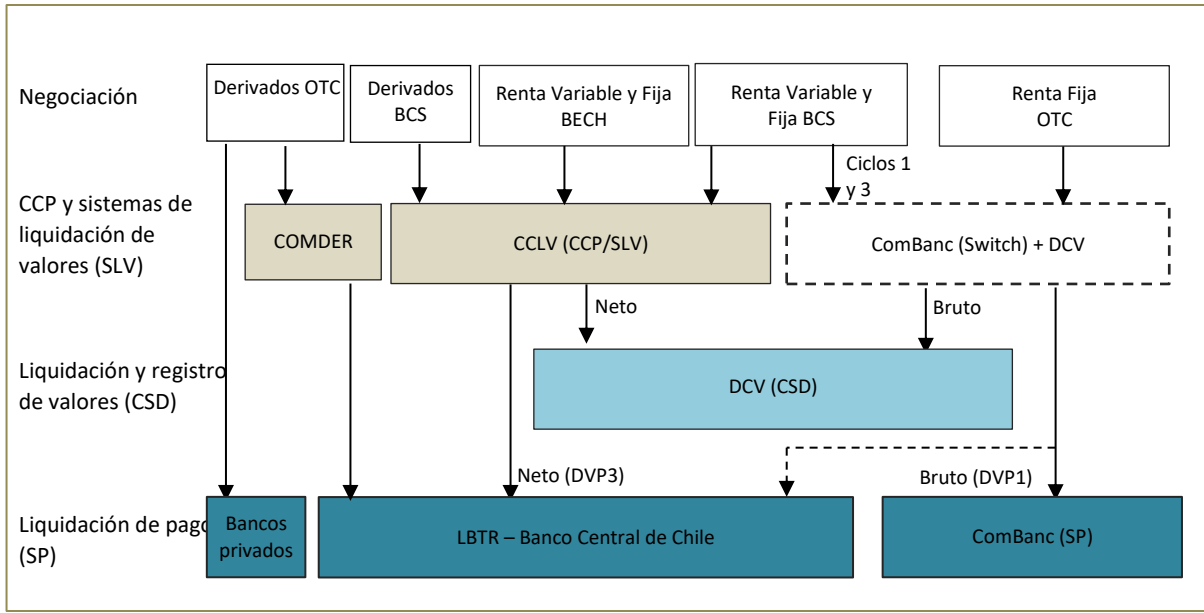 Negociación
Derivados OTC
Derivados
BCS
Renta Variable y Fija
BECH
Renta Variable y
Fija BCS
Renta Fija
OTC
Ciclos 1
y 3
CCP y sistemas de
liquidación de
valores (SLV)
COMDER
CCLV (CCP/SLV)
ComBanc (Switch) + DCV
Neto
Bruto
Liquidación y registro
de valores (CSD)
DCV (CSD)
Neto (DVP3)
Bruto (DVP1)
Liquidación de pago
(SP)
Bancos
privados
LBTR – Banco Central de Chile
ComBanc (SP)